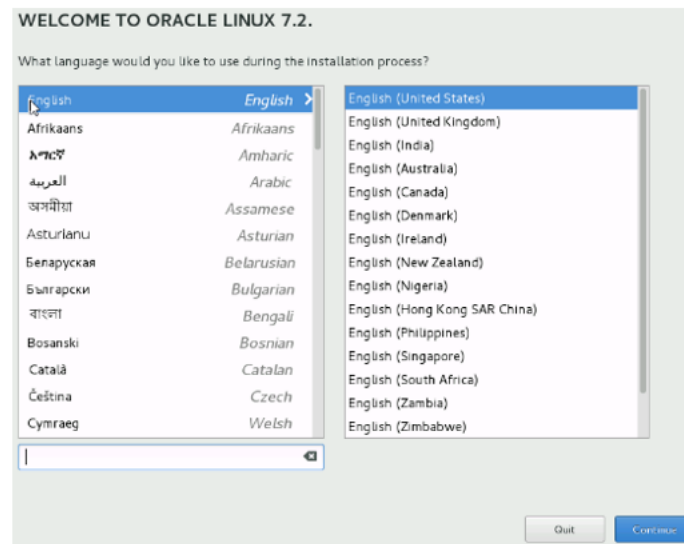 WELCOME TO ORACLE LINUX 7.2.
What language would you like to use during the installation process?
English English
Afrikaans Afrikaans
አማርኛ Amharic
العربية Arabic
অসমীয়া Assamese
Asturianu Asturian
Беларуская Belarusian
Български Bulgarian
বাংলা Bengali
Bosanski Bosnian
Català Catalan
Čeština Czech
Cymraeg Welsh
English (United States)
English (United Kingdom)
English (India)
English (Australia)
English (Canada)
English (Denmark)
English (Ireland)
English (New Zealand)
English (Nigeria)
English (Hong Kong SAR China)
English (Philippines)
English (Singapore)
English (South Africa)
English (Zambia)
English (Zimbabwe)
Quit Continue